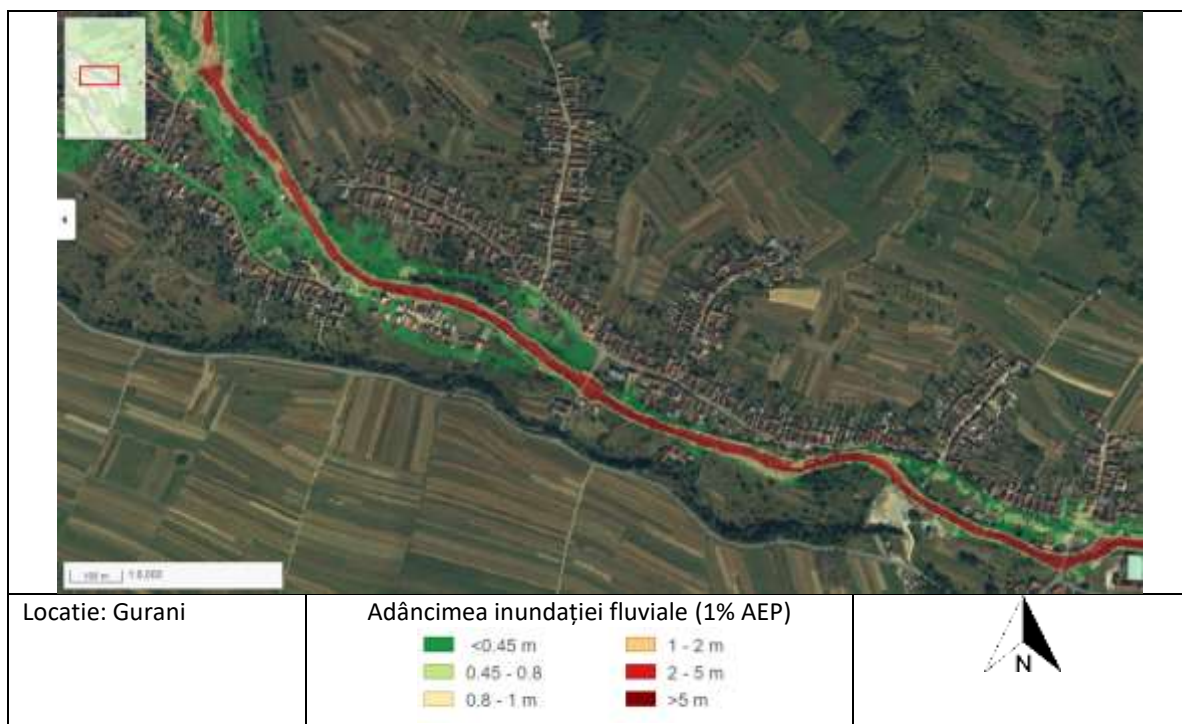 Locatie: Gurani
Adâncimea inundației fluviale (1% AEP)
<0.45 m
0.45 - 0.8
0.8 - 1 m
1 - 2 m
2 - 5 m
>5 m
N